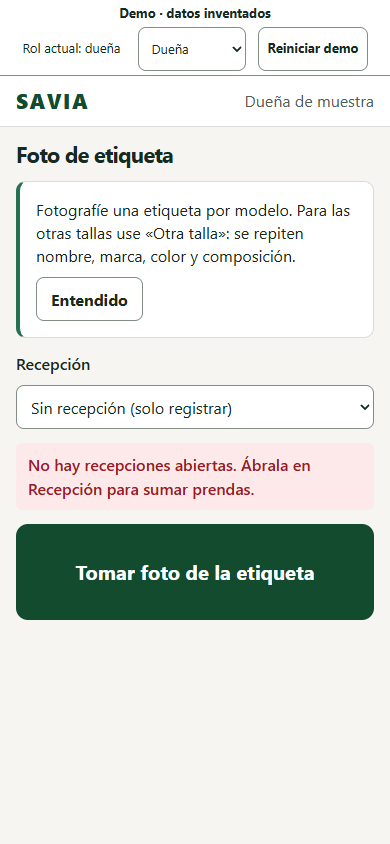 Demo · datos inventados
Rol actual: dueña
Dueña
Reiniciar demo
SAVIA
Dueña de muestra
Foto de etiqueta
Fotografíe una etiqueta por modelo. Para las
otras tallas use «Otra talla»: se repiten
nombre, marca, color y composición.
Entendido
Recepción
Sin recepción (solo registrar)
No hay recepciones abiertas. Ábrala en
Recepción para sumar prendas.
Tomar foto de la etiqueta